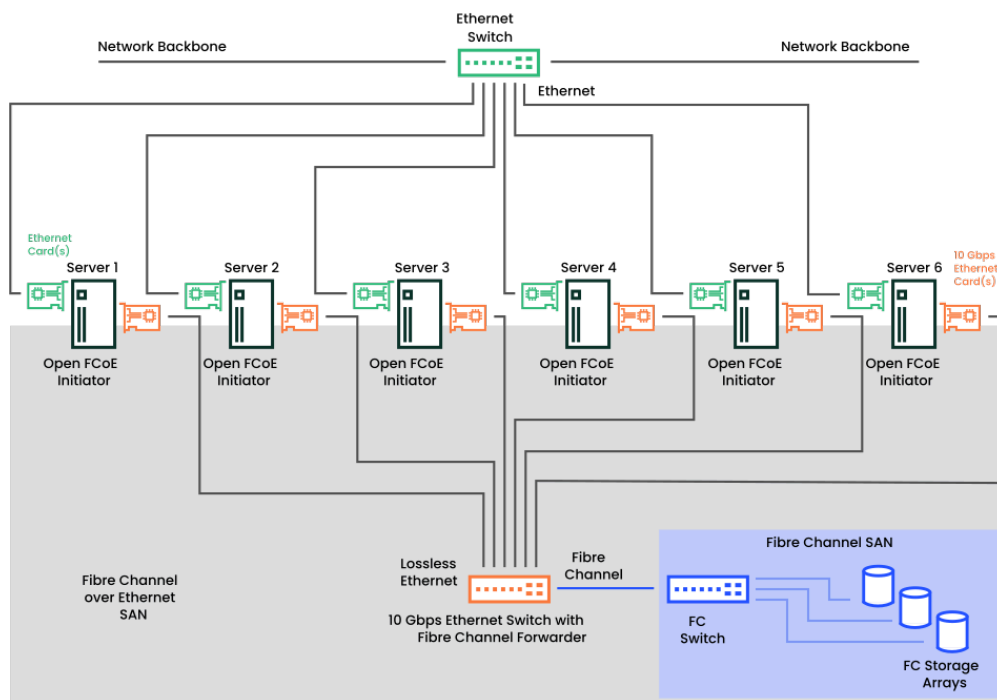 Ethernet
Switch
Network Backbone
Network Backbone
Ethernet
Ethernet
Card(s)
10 Gbps
Ethernet
Card(s)
Server 1
Server 2
Server 3
Server 4
Server 5
Server 6
Open FCoE
Initiator
Open FCoE
Initiator
Open FCoE
Initiator
Open FCoE
Initiator
Open FCoE
Initiator
Open FCoE
Initiator
Fibre Channel
over Ethernet
SAN
Lossless
Ethernet
Fibre
Channel
10 Gbps Ethernet Switch with
Fibre Channel Forwarder
Fibre Channel SAN
FC
Switch
FC Storage
Arrays